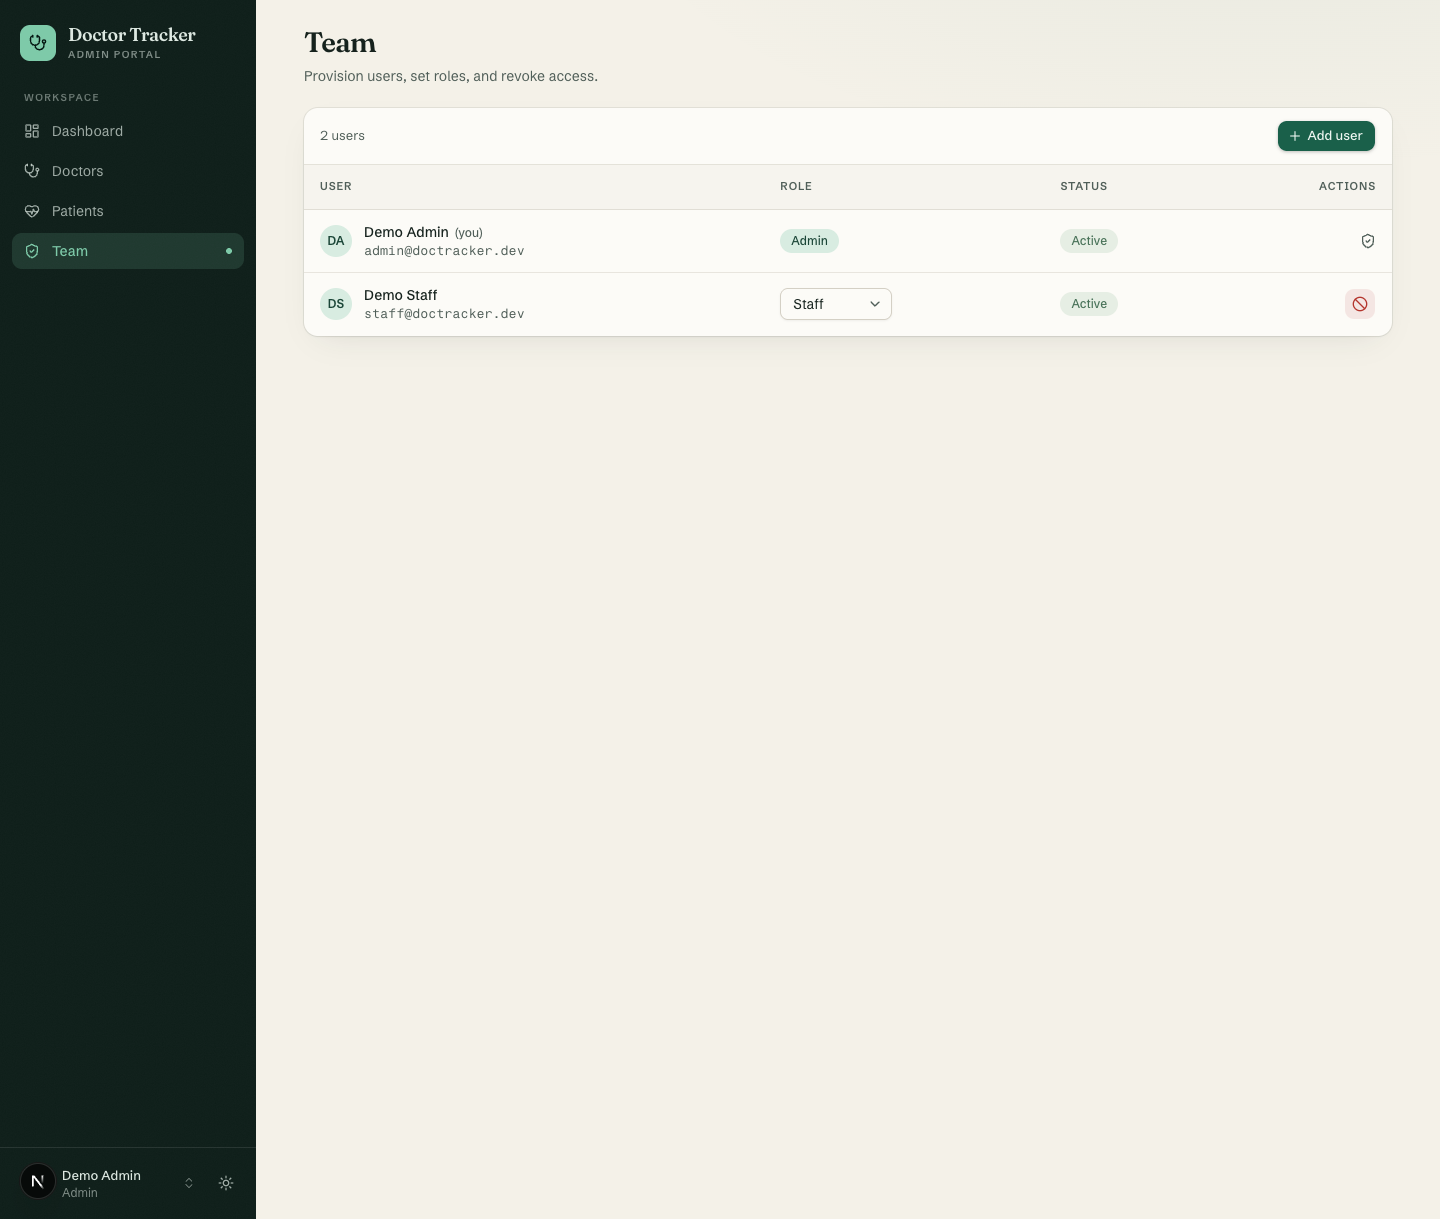 Doctor Tracker
ADMIN PORTAL
WORKSPACE
Dashboard
Doctors
Patients
Team
Team
Provision users, set roles, and revoke access.
2 users
Add user
USER ROLE STATUS ACTIONS
DA Demo Admin (you) Admin Active
admin@doctracker.dev
DS Demo Staff Staff Active
staff@doctracker.dev
N Demo Admin
Admin